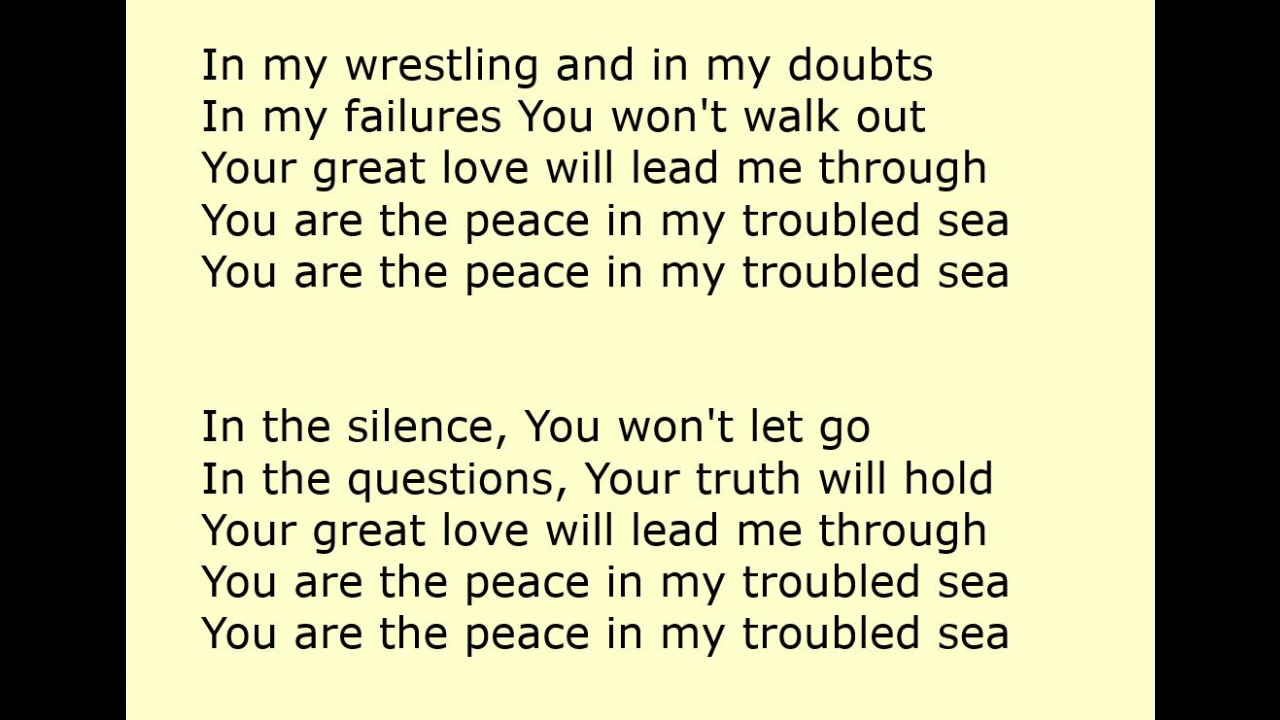 In my wrestling and in my doubts
In my failures You won't walk out
Your great love will lead me through
You are the peace in my troubled sea
You are the peace in my troubled sea
In the silence, You won't let go
In the questions, Your truth will hold
Your great love will lead me through
You are the peace in my troubled sea
You are the peace in my troubled sea